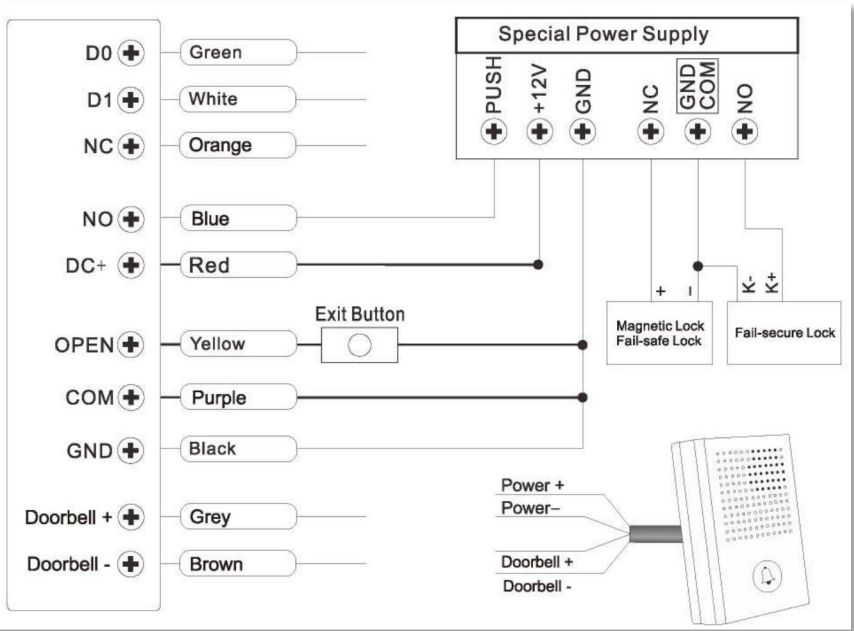 Special Power Supply
PUSH
+12V
GND
NC
GND
COM
NO
D0 Green
D1 White
NC Orange
NO Blue
DC+ Red
Exit Button
OPEN Yellow
COM Purple
GND Black
Doorbell + Grey
Doorbell - Brown
+
–
K-
K+
Magnetic Lock
Fail-safe Lock
Fail-secure Lock
Power +
Power–
Doorbell +
Doorbell -